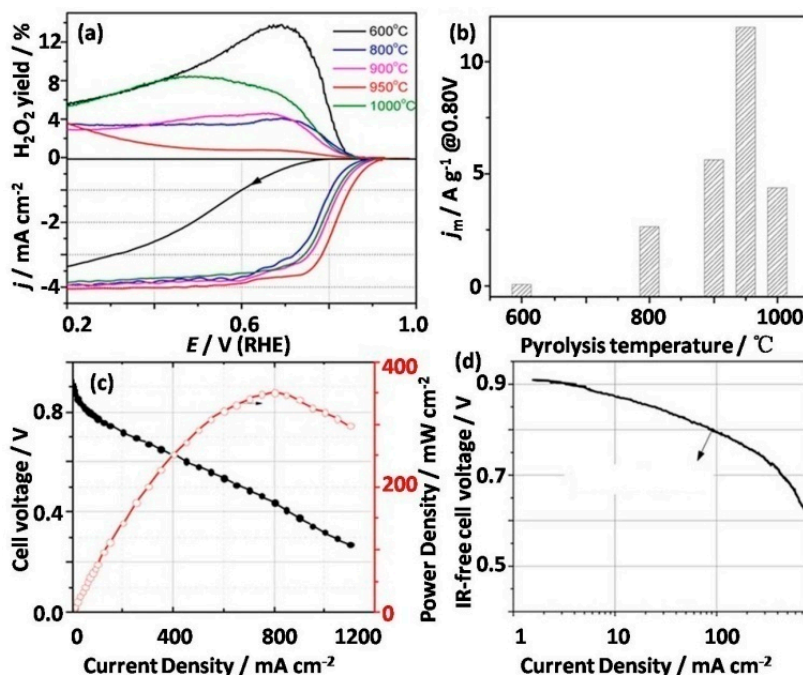 (a)
600°C
800°C
900°C
950°C
1000°C
H₂O₂ yield / %
12
8
4
0
j / mA cm⁻²
-2
-4
0.2
0.6
1.0
E / V (RHE)
(b)
jₘ / A g⁻¹ @0.80V
10
5
0
600
800
1000
Pyrolysis temperature / ℃
(c)
Cell voltage / V
0.8
0.4
0.0
0
400
800
1200
Current Density / mA cm⁻²
400
200
0
Power Density / mW cm⁻²
(d)
IR-free cell voltage / V
0.9
0.7
0.5
1
10
100
Current Density / mA cm⁻²